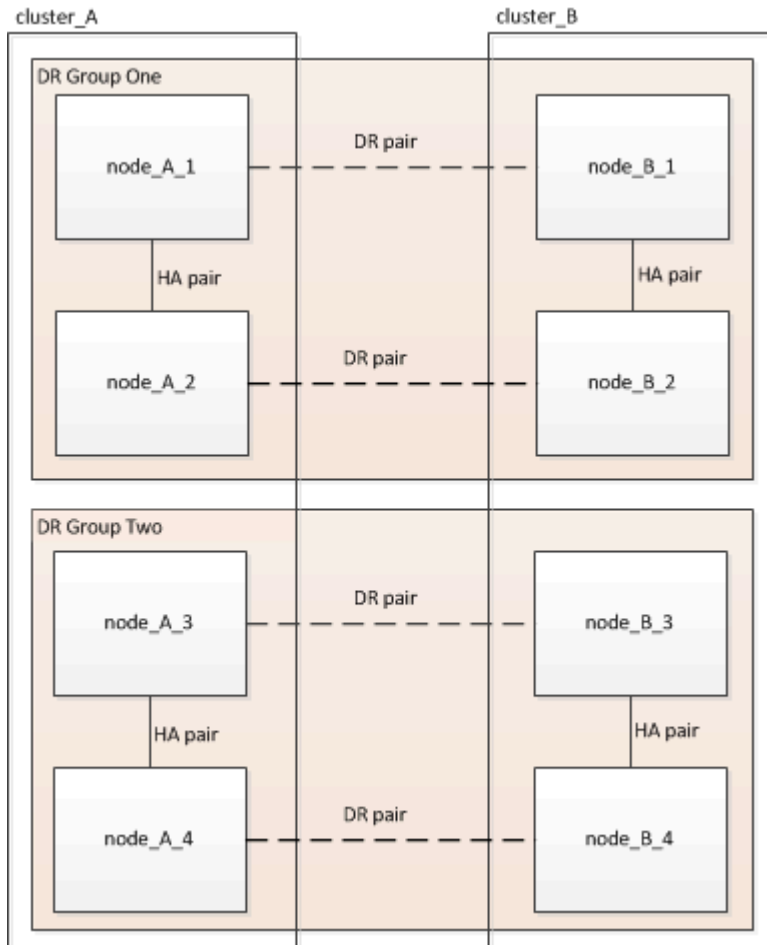 cluster_A
cluster_B
DR Group One
node_A_1
DR pair
node_B_1
HA pair
HA pair
node_A_2
DR pair
node_B_2
DR Group Two
node_A_3
DR pair
node_B_3
HA pair
HA pair
node_A_4
DR pair
node_B_4